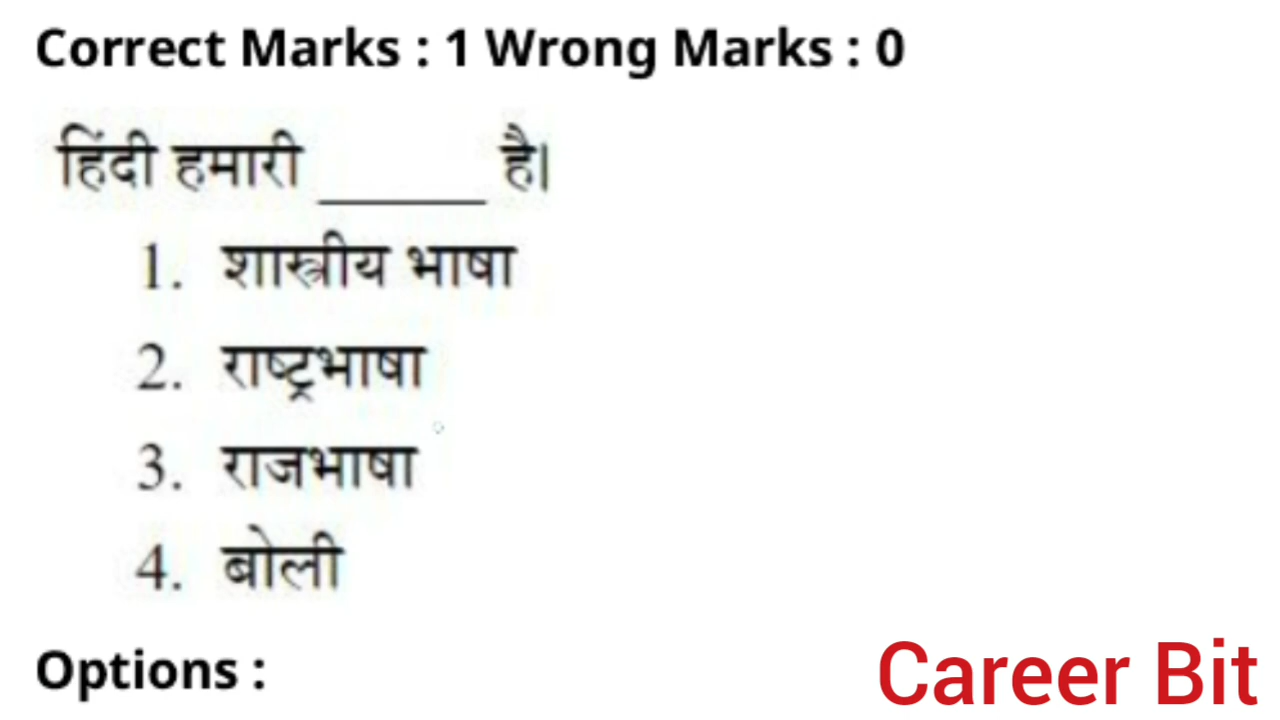 Correct Marks : 1 Wrong Marks : 0
हिंदी हमारी ______ है।
1. शास्त्रीय भाषा
2. राष्ट्रभाषा
3. राजभाषा
4. बोली
Options :
Career Bit